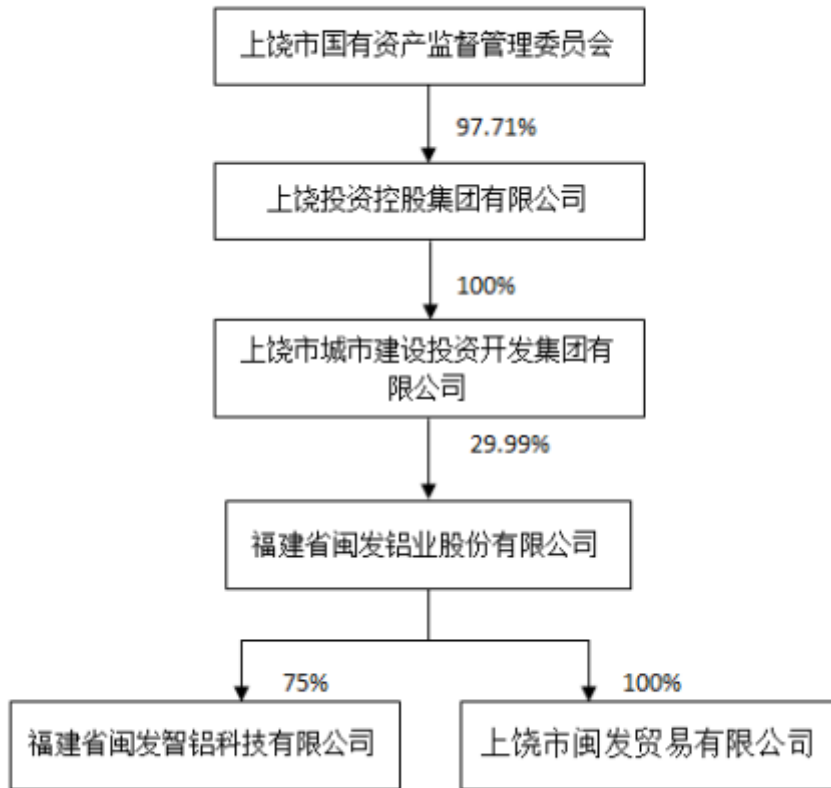 上饶市国有资产监督管理委员会
97.71%
上饶投资控股集团有限公司
100%
上饶市城市建设投资开发集团有
限公司
29.99%
福建省闽发铝业股份有限公司
75%
100%
福建省闽发智铝科技有限公司
上饶市闽发贸易有限公司